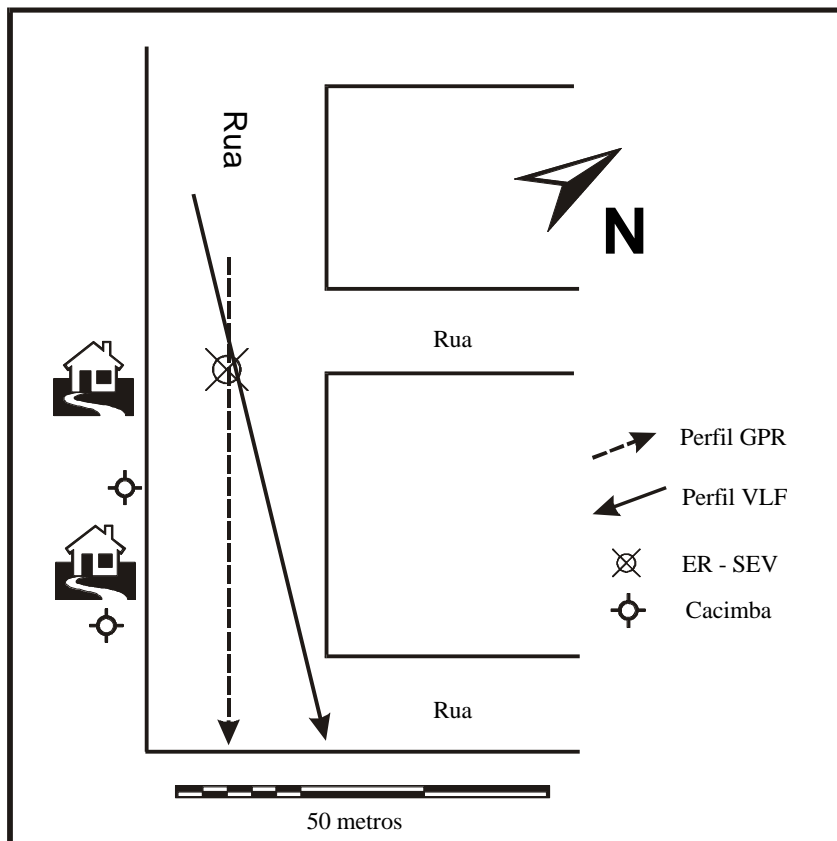 Rua
N
Rua
Perfil GPR
Perfil VLF
ER - SEV
Cacimba
Rua
50 metros